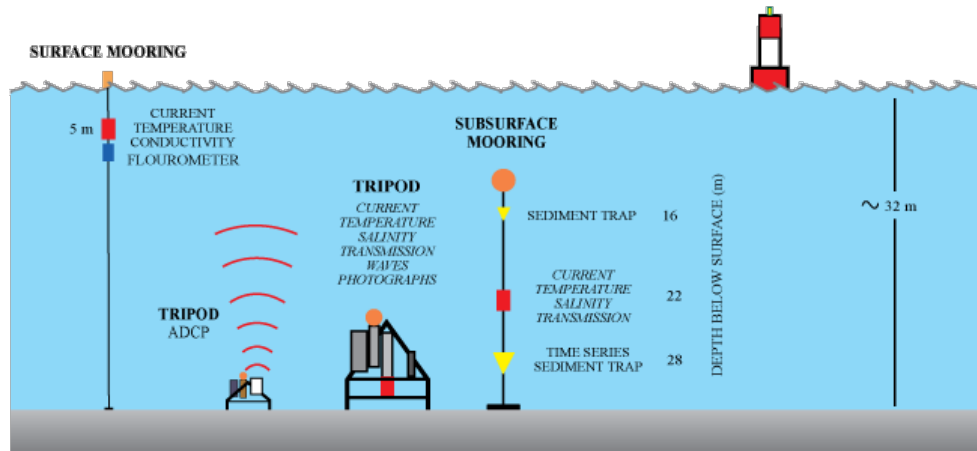 SURFACE MOORING
5 m
CURRENT
TEMPERATURE
CONDUCTIVITY
FLOUROMETER
TRIPOD
ADCP
TRIPOD
CURRENT
TEMPERATURE
SALINITY
TRANSMISSION
WAVES
PHOTOGRAPHS
SUBSURFACE
MOORING
SEDIMENT TRAP 16
CURRENT
TEMPERATURE
SALINITY
TRANSMISSION
22
TIME SERIES
SEDIMENT TRAP
28
DEPTH BELOW SURFACE (m)
~ 32 m